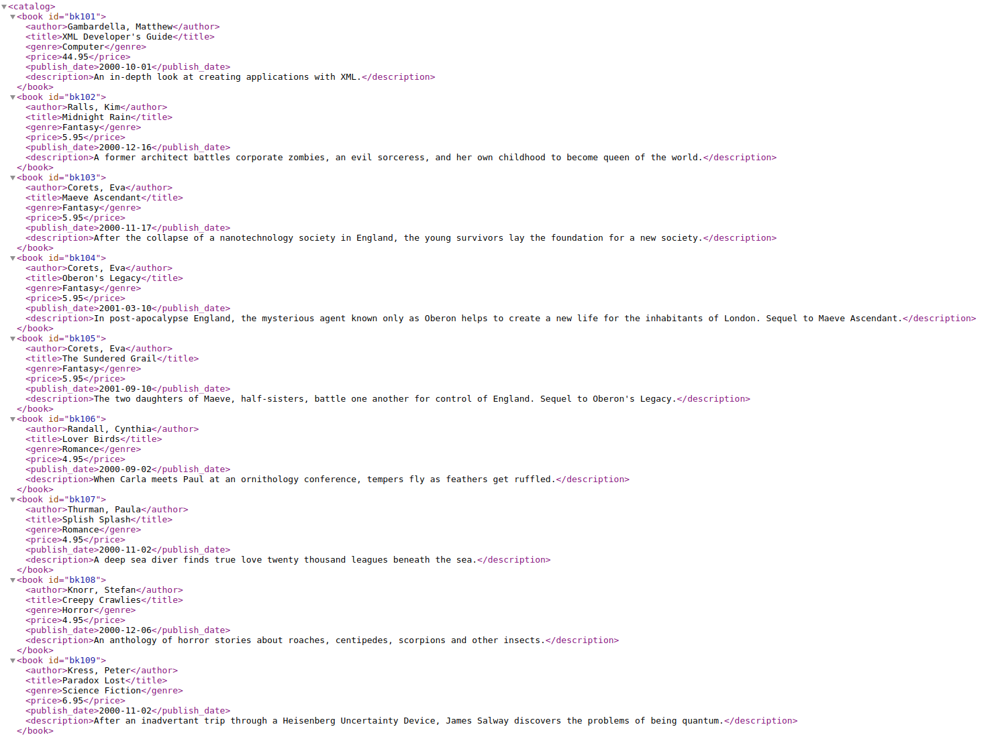 <catalog>
<book id="bk101">
<author>Gambardella, Matthew</author>
<title>XML Developer's Guide</title>
<genre>Computer</genre>
<price>44.95</price>
<publish_date>2000-10-01</publish_date>
<description>An in-depth look at creating applications with XML.</description>
</book>
<book id="bk102">
<author>Ralls, Kim</author>
<title>Midnight Rain</title>
<genre>Fantasy</genre>
<price>5.95</price>
<publish_date>2000-12-16</publish_date>
<description>A former architect battles corporate zombies, an evil sorceress, and her own childhood to become queen of the world.</description>
</book>
<book id="bk103">
<author>Corets, Eva</author>
<title>Maeve Ascendant</title>
<genre>Fantasy</genre>
<price>5.95</price>
<publish_date>2000-11-17</publish_date>
<description>After the collapse of a nanotechnology society in England, the young survivors lay the foundation for a new society.</description>
</book>
<book id="bk104">
<author>Corets, Eva</author>
<title>Oberon's Legacy</title>
<genre>Fantasy</genre>
<price>5.95</price>
<publish_date>2001-03-10</publish_date>
<description>In post-apocalypse England, the mysterious agent known only as Oberon helps to create a new life for the inhabitants of London. Sequel to Maeve Ascendant.</description>
</book>
<book id="bk105">
<author>Corets, Eva</author>
<title>The Sundered Grail</title>
<genre>Fantasy</genre>
<price>5.95</price>
<publish_date>2001-09-10</publish_date>
<description>The two daughters of Maeve, half-sisters, battle one another for control of England. Sequel to Oberon's Legacy.</description>
</book>
<book id="bk106">
<author>Randall, Cynthia</author>
<title>Lover Birds</title>
<genre>Romance</genre>
<price>4.95</price>
<publish_date>2000-09-02</publish_date>
<description>When Carla meets Paul at an ornithology conference, tempers fly as feathers get ruffled.</description>
</book>
<book id="bk107">
<author>Thurman, Paula</author>
<title>Splish Splash</title>
<genre>Romance</genre>
<price>4.95</price>
<publish_date>2000-11-02</publish_date>
<description>A deep sea diver finds true love twenty thousand leagues beneath the sea.</description>
</book>
<book id="bk108">
<author>Knorr, Stefan</author>
<title>Creepy Crawlies</title>
<genre>Horror</genre>
<price>4.95</price>
<publish_date>2000-12-06</publish_date>
<description>An anthology of horror stories about roaches, centipedes, scorpions and other insects.</description>
</book>
<book id="bk109">
<author>Kress, Peter</author>
<title>Paradox Lost</title>
<genre>Science Fiction</genre>
<price>6.95</price>
<publish_date>2000-11-02</publish_date>
<description>After an inadvertant trip through a Heisenberg Uncertainty Device, James Salway discovers the problems of being quantum.</description>
</book>